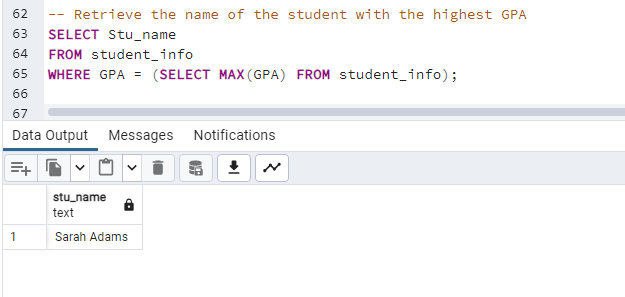 62 -- Retrieve the name of the student with the highest GPA
63 SELECT Stu_name
64 FROM student_info
65 WHERE GPA = (SELECT MAX(GPA) FROM student_info);
66
67
Data Output Messages Notifications
stu_name
text
1 Sarah Adams